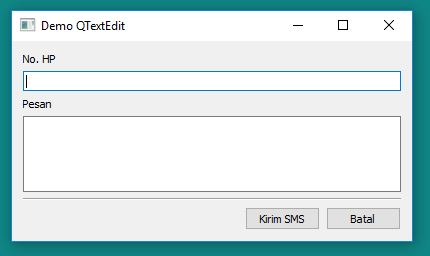 Demo QTextEdit
No. HP
Pesan
Kirim SMS
Batal